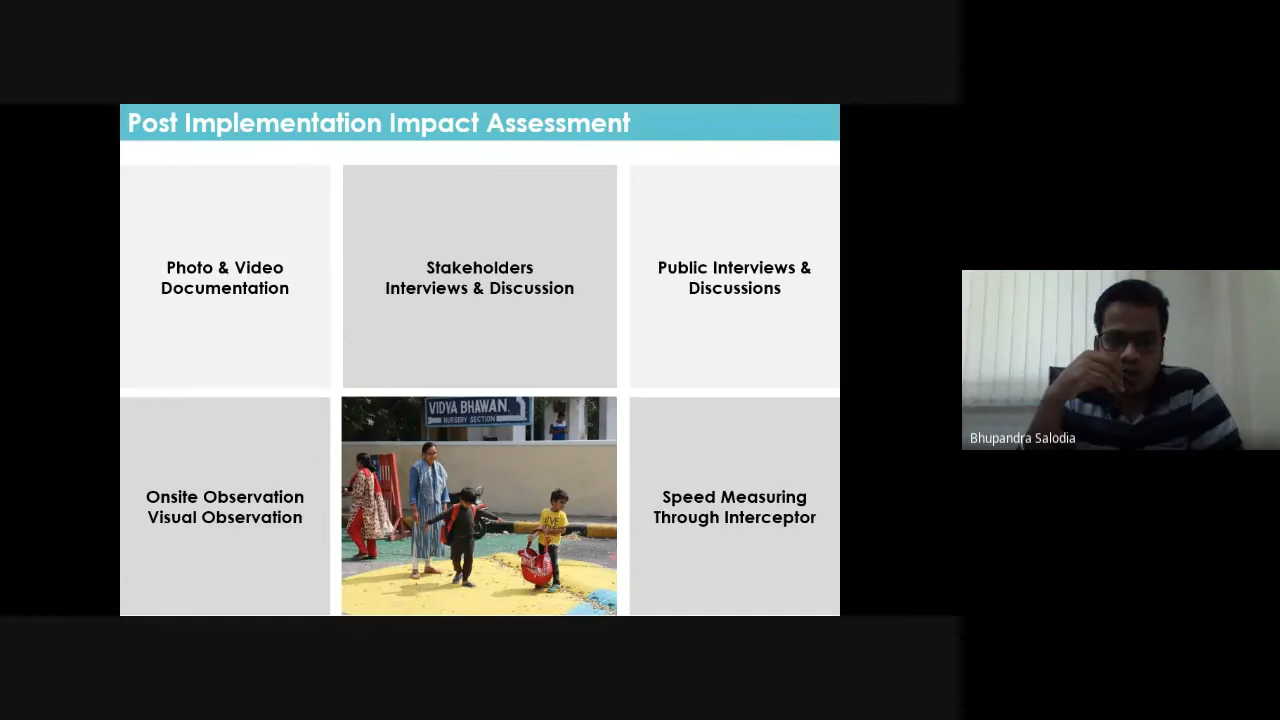 Post Implementation Impact Assessment
Photo & Video
Documentation
Stakeholders
Interviews & Discussion
Public Interviews &
Discussions
Onsite Observation
Visual Observation
VIDYA BHAWAN,
NURSERY SECTION
Speed Measuring
Through Interceptor
Bhupandra Salodia